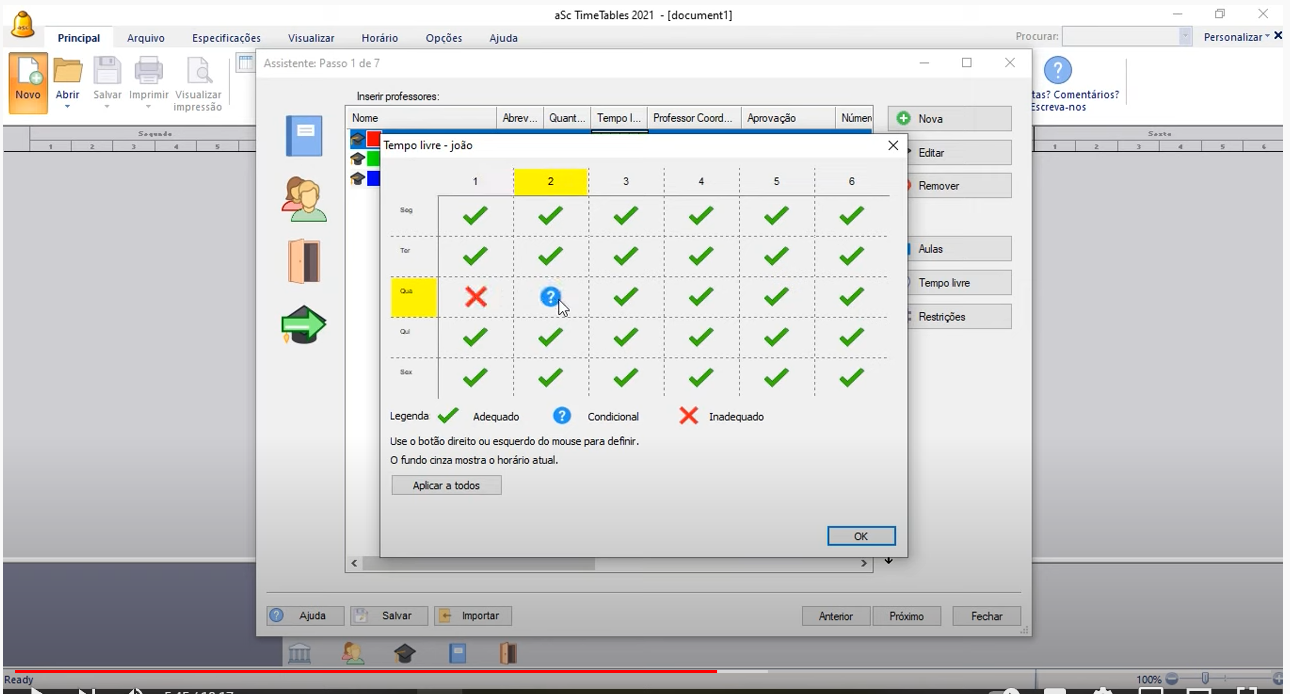 aSc TimeTables 2021 - [document1]
aSc
Principal Arquivo Especificações Visualizar Horário Opções Ajuda
Procurar: Personalizar
Novo Abrir Salvar Imprimir Visualizar impressão
tas? Comentários?
Escreva-nos
Segunda
1 2 3 4 5
Sexta
1 2 3 4 5 6
Assistente: Passo 1 de 7
Inserir professores:
Nome Abrev... Quant... Tempo l... Professor Coord... Aprovação Númer
Nova
Editar
Remover
Aulas
Tempo livre
Restrições
Tempo livre - joão
1 2 3 4 5 6
Seg
Ter
Qua
Qui
Sex
Legenda Adequado Condicional Inadequado
Use o botão direito ou esquerdo do mouse para definir.
O fundo cinza mostra o horário atual.
Aplicar a todos
OK
Ajuda Salvar Importar Anterior Próximo Fechar
Ready
100%